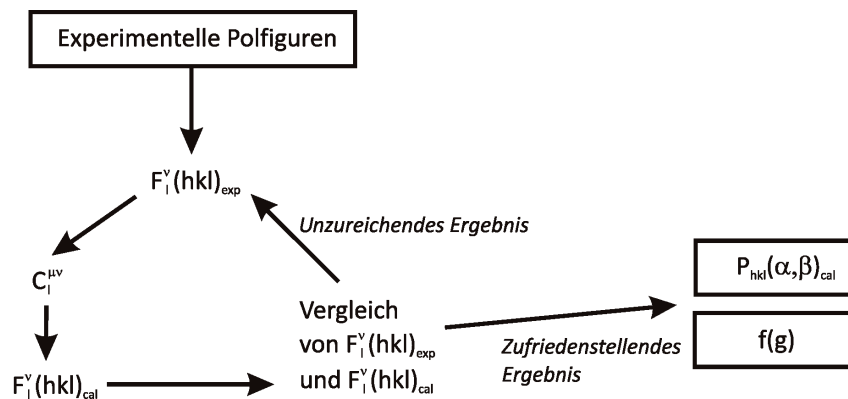 Experimentelle Polfiguren
F_l^ν(hkl)_exp
Unzureichendes Ergebnis
C_l^μν
P_hkl(α,β)_cal
Vergleich
von F_l^ν(hkl)_exp
und F_l^ν(hkl)_cal
Zufriedenstellendes
Ergebnis
f(g)
F_l^ν(hkl)_cal